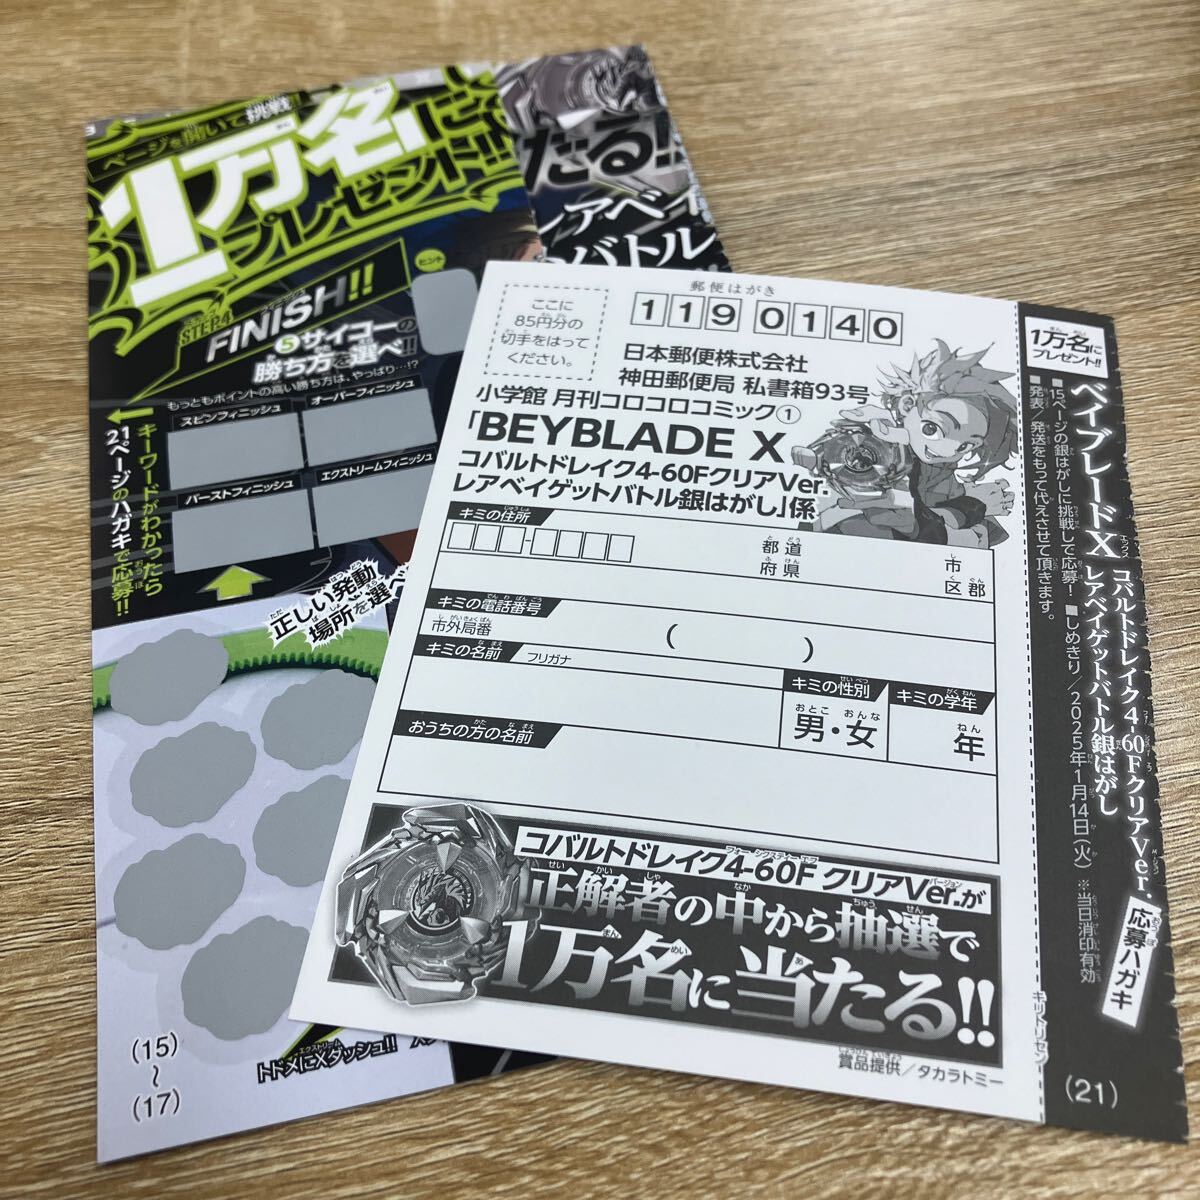 ページを開いて挑戦!
1万名に
プレゼント!!
STEP.4
FINISH!!
ヒント
❺サイコーの
勝ち方を選べ!!
もっともポイントの高い勝ち方は、やっぱり…!?
スピンフィニッシュ
オーバーフィニッシュ
バーストフィニッシュ
エクストリームフィニッシュ
キーワードがわかったら
21ページのハガキで応募!!
正しい発動
場所を選べ
トドメにXダッシュ!!
(15)
~
(17)
たる!!
レアベイ
バトル
郵便はがき
ここに
85円分の
切手をはって
ください。
1190140
日本郵便株式会社
神田郵便局 私書箱93号
小学館 月刊コロコロコミック①
「BEYBLADE X
コバルトドレイク4-60FクリアVer.
レアベイゲットバトル銀はがし」係
キミの住所
都道
府県
市
区郡
キミの電話番号
市外局番
( )
キミの名前
フリガナ
キミの性別
男・女
キミの学年
年
おうちの方の名前
コバルトドレイク4-60F クリアVer.が
正解者の中から抽選で
1万名に当たる!!
賞品提供/タカラトミー
1万名に
プレゼント!!
ベイブレードX コバルトドレイク4-60FクリアVer.
レアベイゲットバトル銀はがし
応募ハガキ
■15ページの銀はがしに挑戦して応募! ■しめきり/2025年1月14日(火) ※当日消印有効
■発表/発送をもって代えさせて頂きます。
キリトリセン
(21)